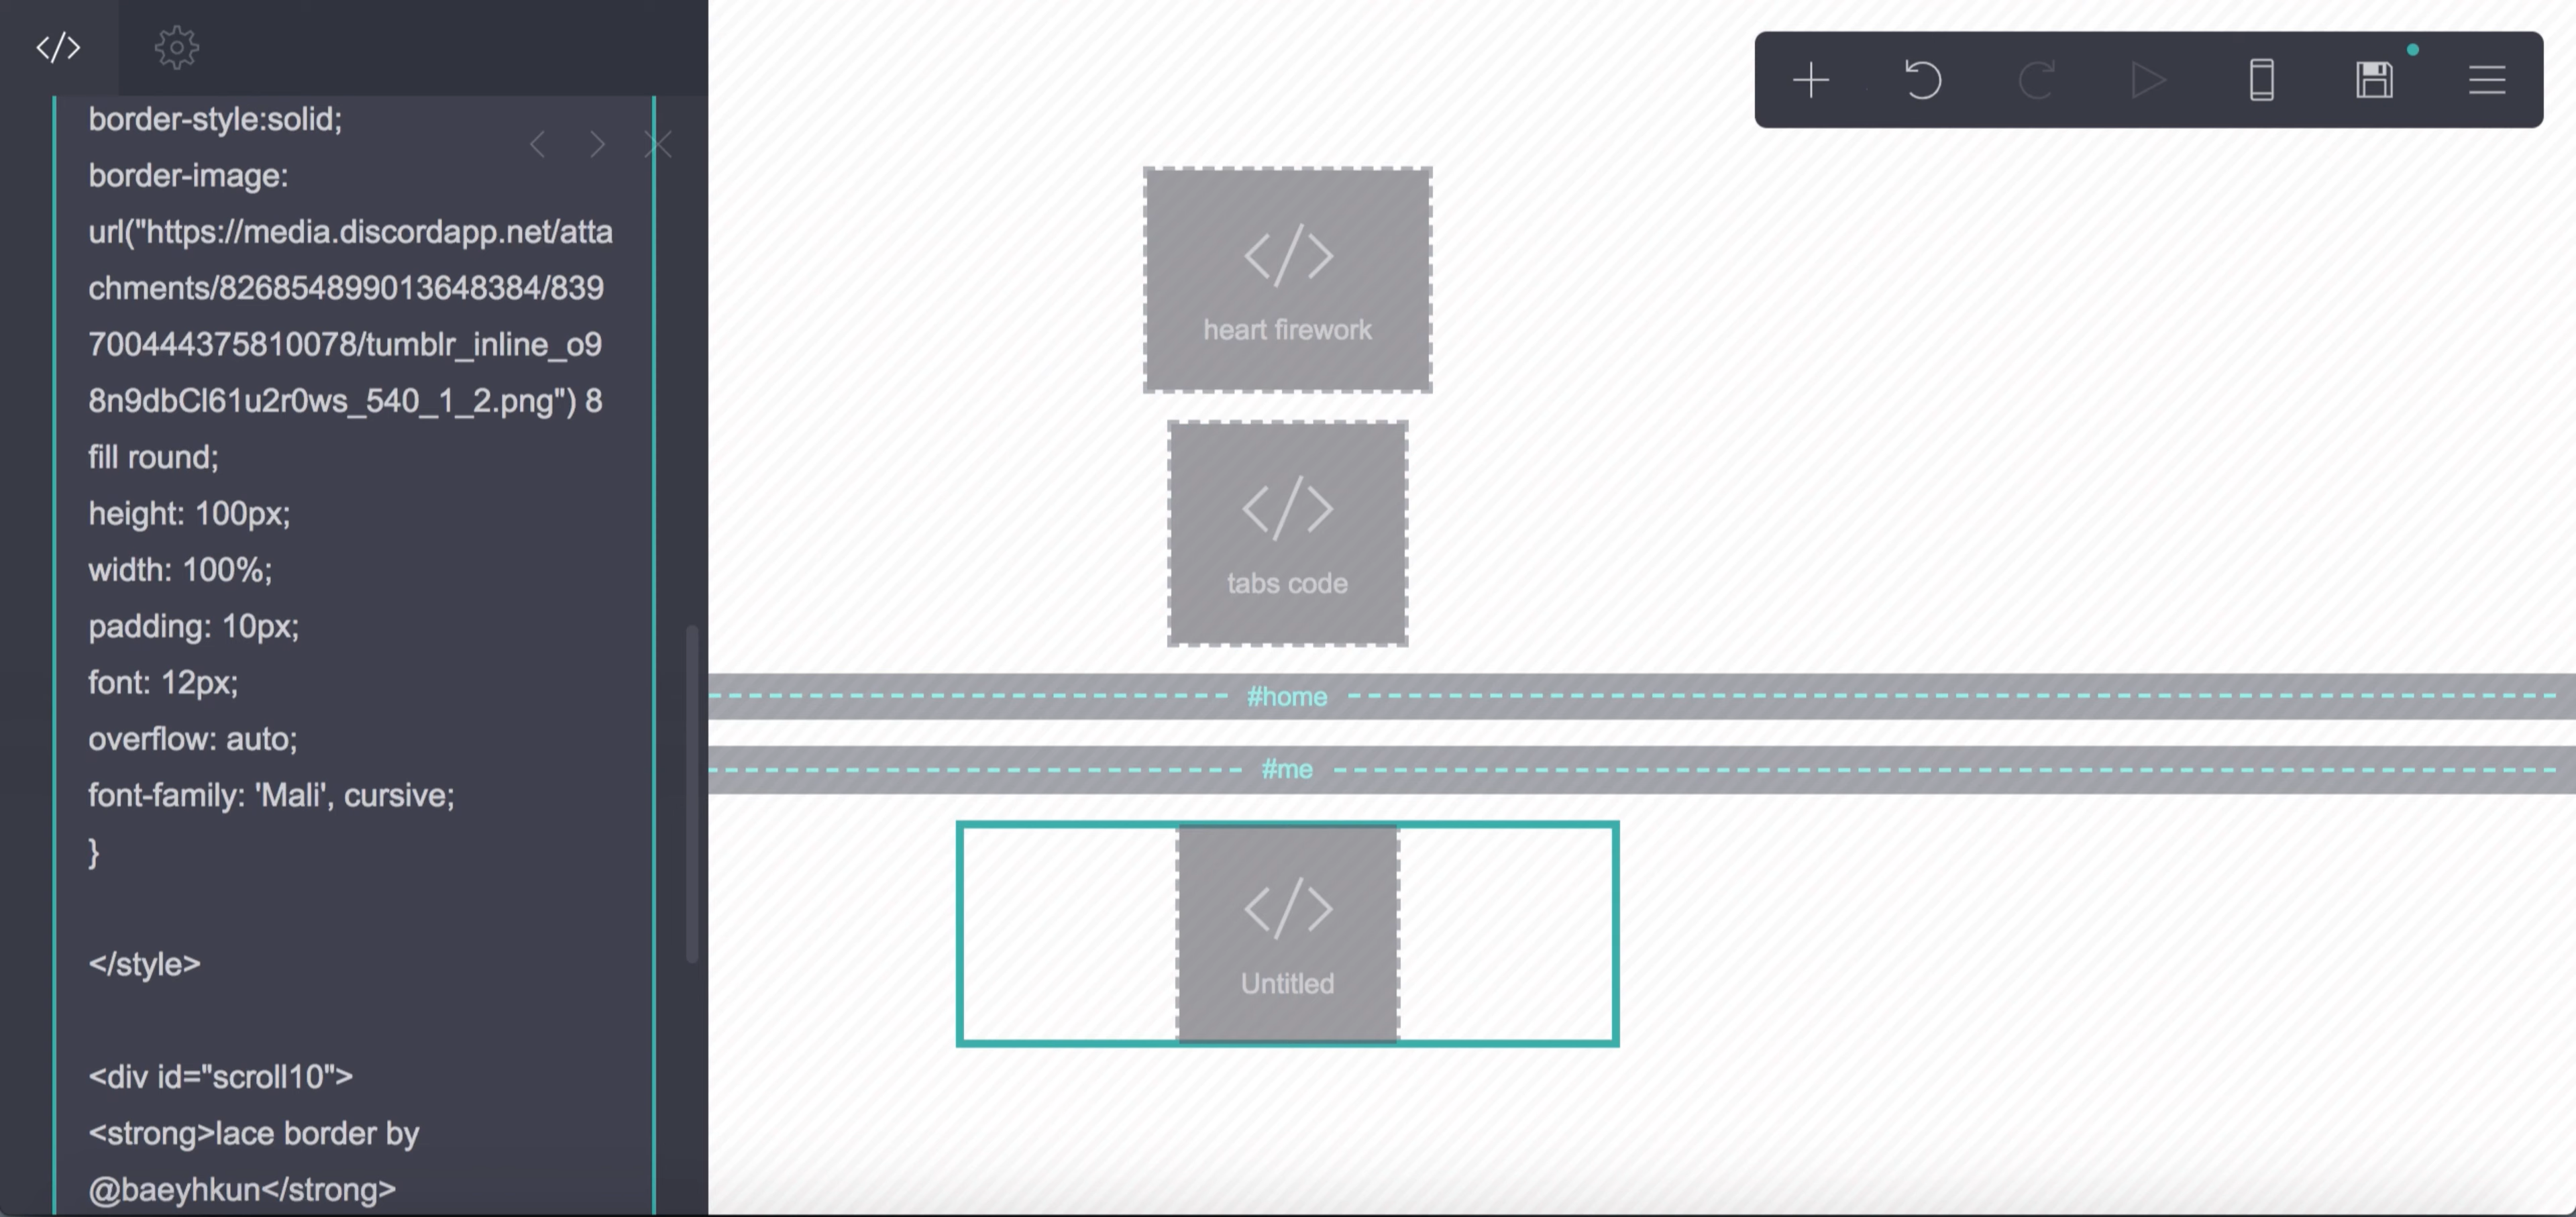 border-style:solid;
border-image:
url("https://media.discordapp.net/atta
chments/826854899013648384/839
700444375810078/tumblr_inline_o9
8n9dbCl61u2r0ws_540_1_2.png") 8
fill round;
height: 100px;
width: 100%;
padding: 10px;
font: 12px;
overflow: auto;
font-family: 'Mali', cursive;
}
</style>
<div id="scroll10">
<strong>lace border by
@baeyhkun</strong>
heart firework
tabs code
#home
#me
Untitled